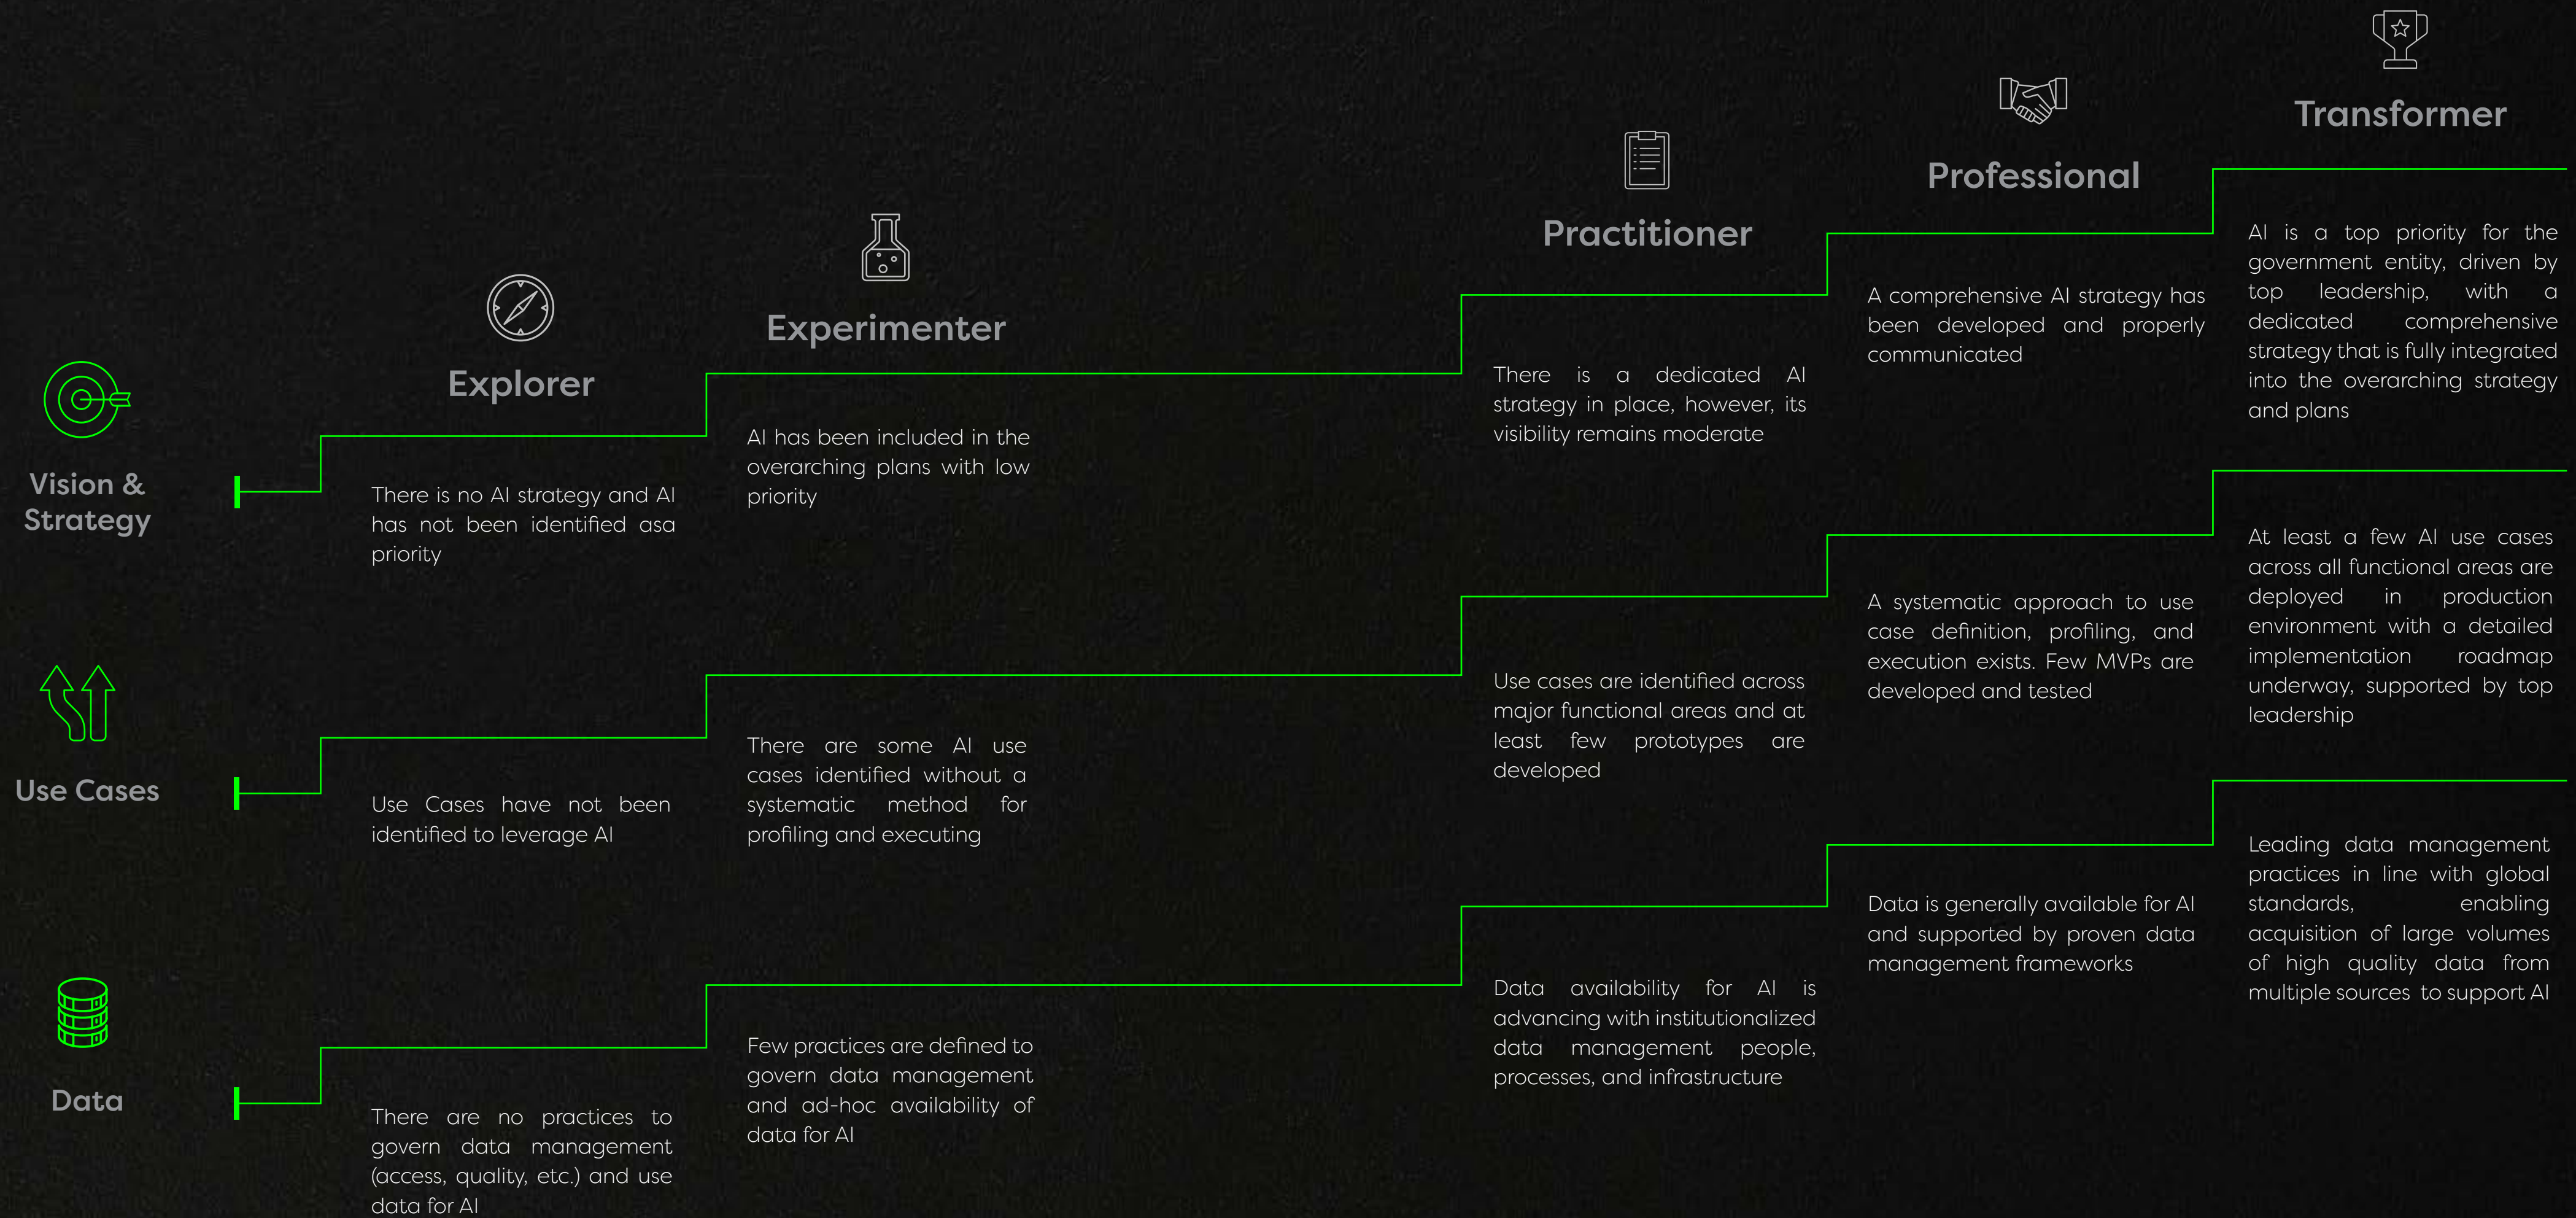 Transformer
Professional
Practitioner
Experimenter
Explorer
Vision &
Strategy
There is no AI strategy and AI
has not been identified asa
priority
AI has been included in the
overarching plans with low
priority
There is a dedicated AI
strategy in place, however, its
visibility remains moderate
A comprehensive AI strategy has
been developed and properly
communicated
AI is a top priority for the
government entity, driven by
top leadership, with a
dedicated comprehensive
strategy that is fully integrated
into the overarching strategy
and plans
Use Cases
Use Cases have not been
identified to leverage AI
There are some AI use
cases identified without a
systematic method for
profiling and executing
Use cases are identified across
major functional areas and at
least few prototypes are
developed
A systematic approach to use
case definition, profiling, and
execution exists. Few MVPs are
developed and tested
At least a few AI use cases
across all functional areas are
deployed in production
environment with a detailed
implementation roadmap
underway, supported by top
leadership
Data
There are no practices to
govern data management
(access, quality, etc.) and use
data for AI
Few practices are defined to
govern data management
and ad-hoc availability of
data for AI
Data availability for AI is
advancing with institutionalized
data management people,
processes, and infrastructure
Data is generally available for AI
and supported by proven data
management frameworks
Leading data management
practices in line with global
standards, enabling
acquisition of large volumes
of high quality data from
multiple sources to support AI